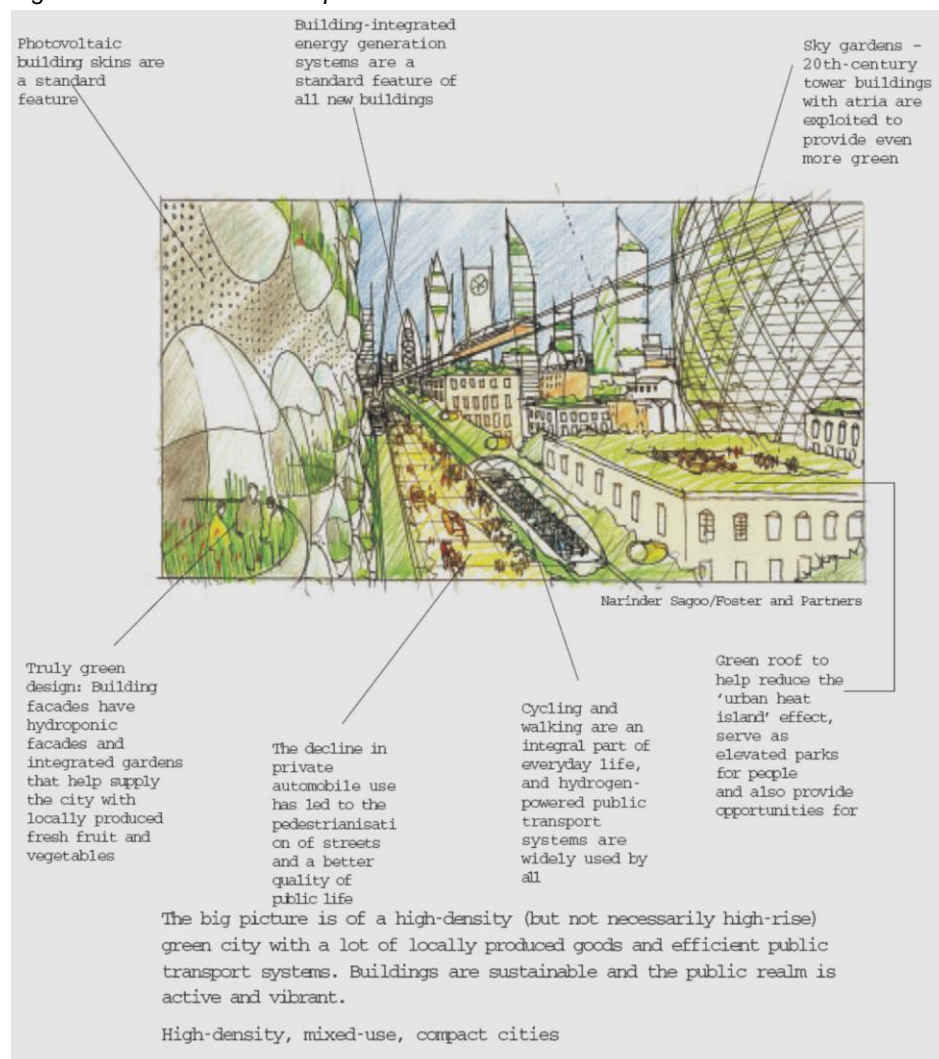 Photovoltaic
building skins are
a standard
feature
Building-integrated
energy generation
systems are a
standard feature of
all new buildings
Sky gardens –
20th-century
tower buildings
with atria are
exploited to
provide even
more green
Narinder Sagoo/Foster and Partners
Truly green
design: Building
facades have
hydroponic
facades and
integrated gardens
that help supply
the city with
locally produced
fresh fruit and
vegetables
The decline in
private
automobile use
has led to the
pedestrianisati
on of streets
and a better
quality of
public life
Cycling and
walking are an
integral part of
everyday life,
and hydrogen-
powered public
transport
systems are
widely used by
all
Green roof to
help reduce the
‘urban heat
island’ effect,
serve as
elevated parks
for people
and also provide
opportunities for
The big picture is of a high-density (but not necessarily high-rise)
green city with a lot of locally produced goods and efficient public
transport systems. Buildings are sustainable and the public realm is
active and vibrant.
High-density, mixed-use, compact cities